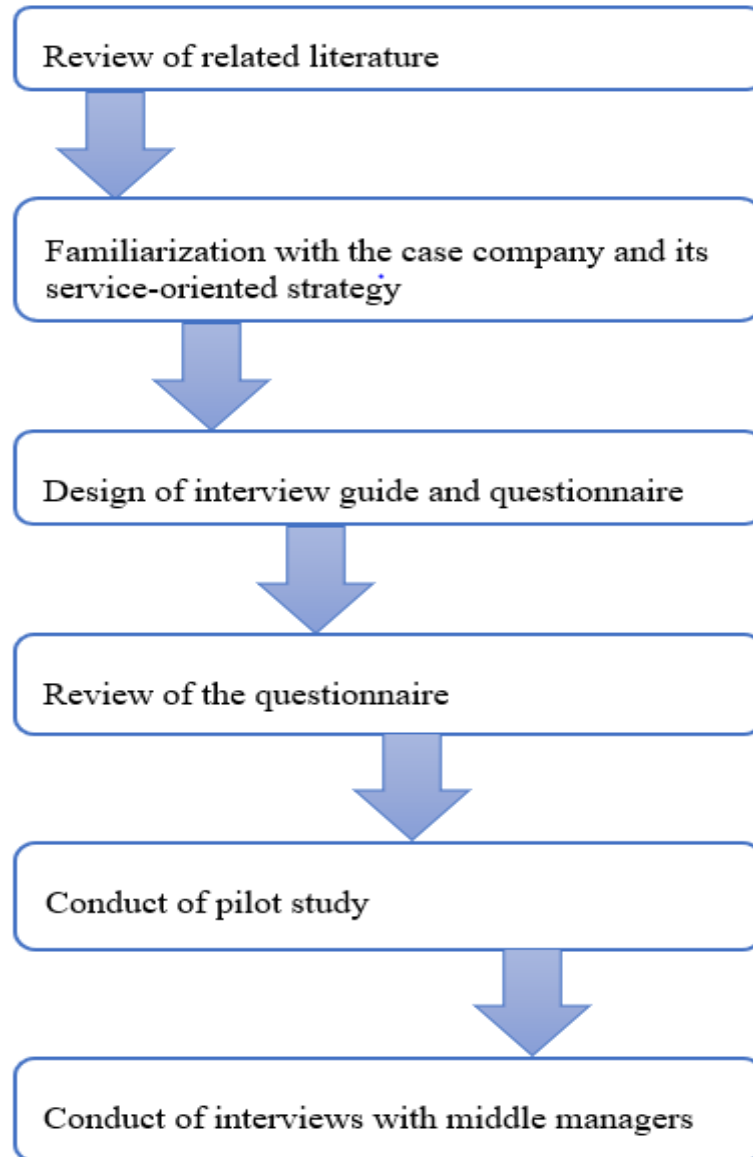 Review of related literature
Familiarization with the case company and its
service-oriented strategy
Design of interview guide and questionnaire
Review of the questionnaire
Conduct of pilot study
Conduct of interviews with middle managers